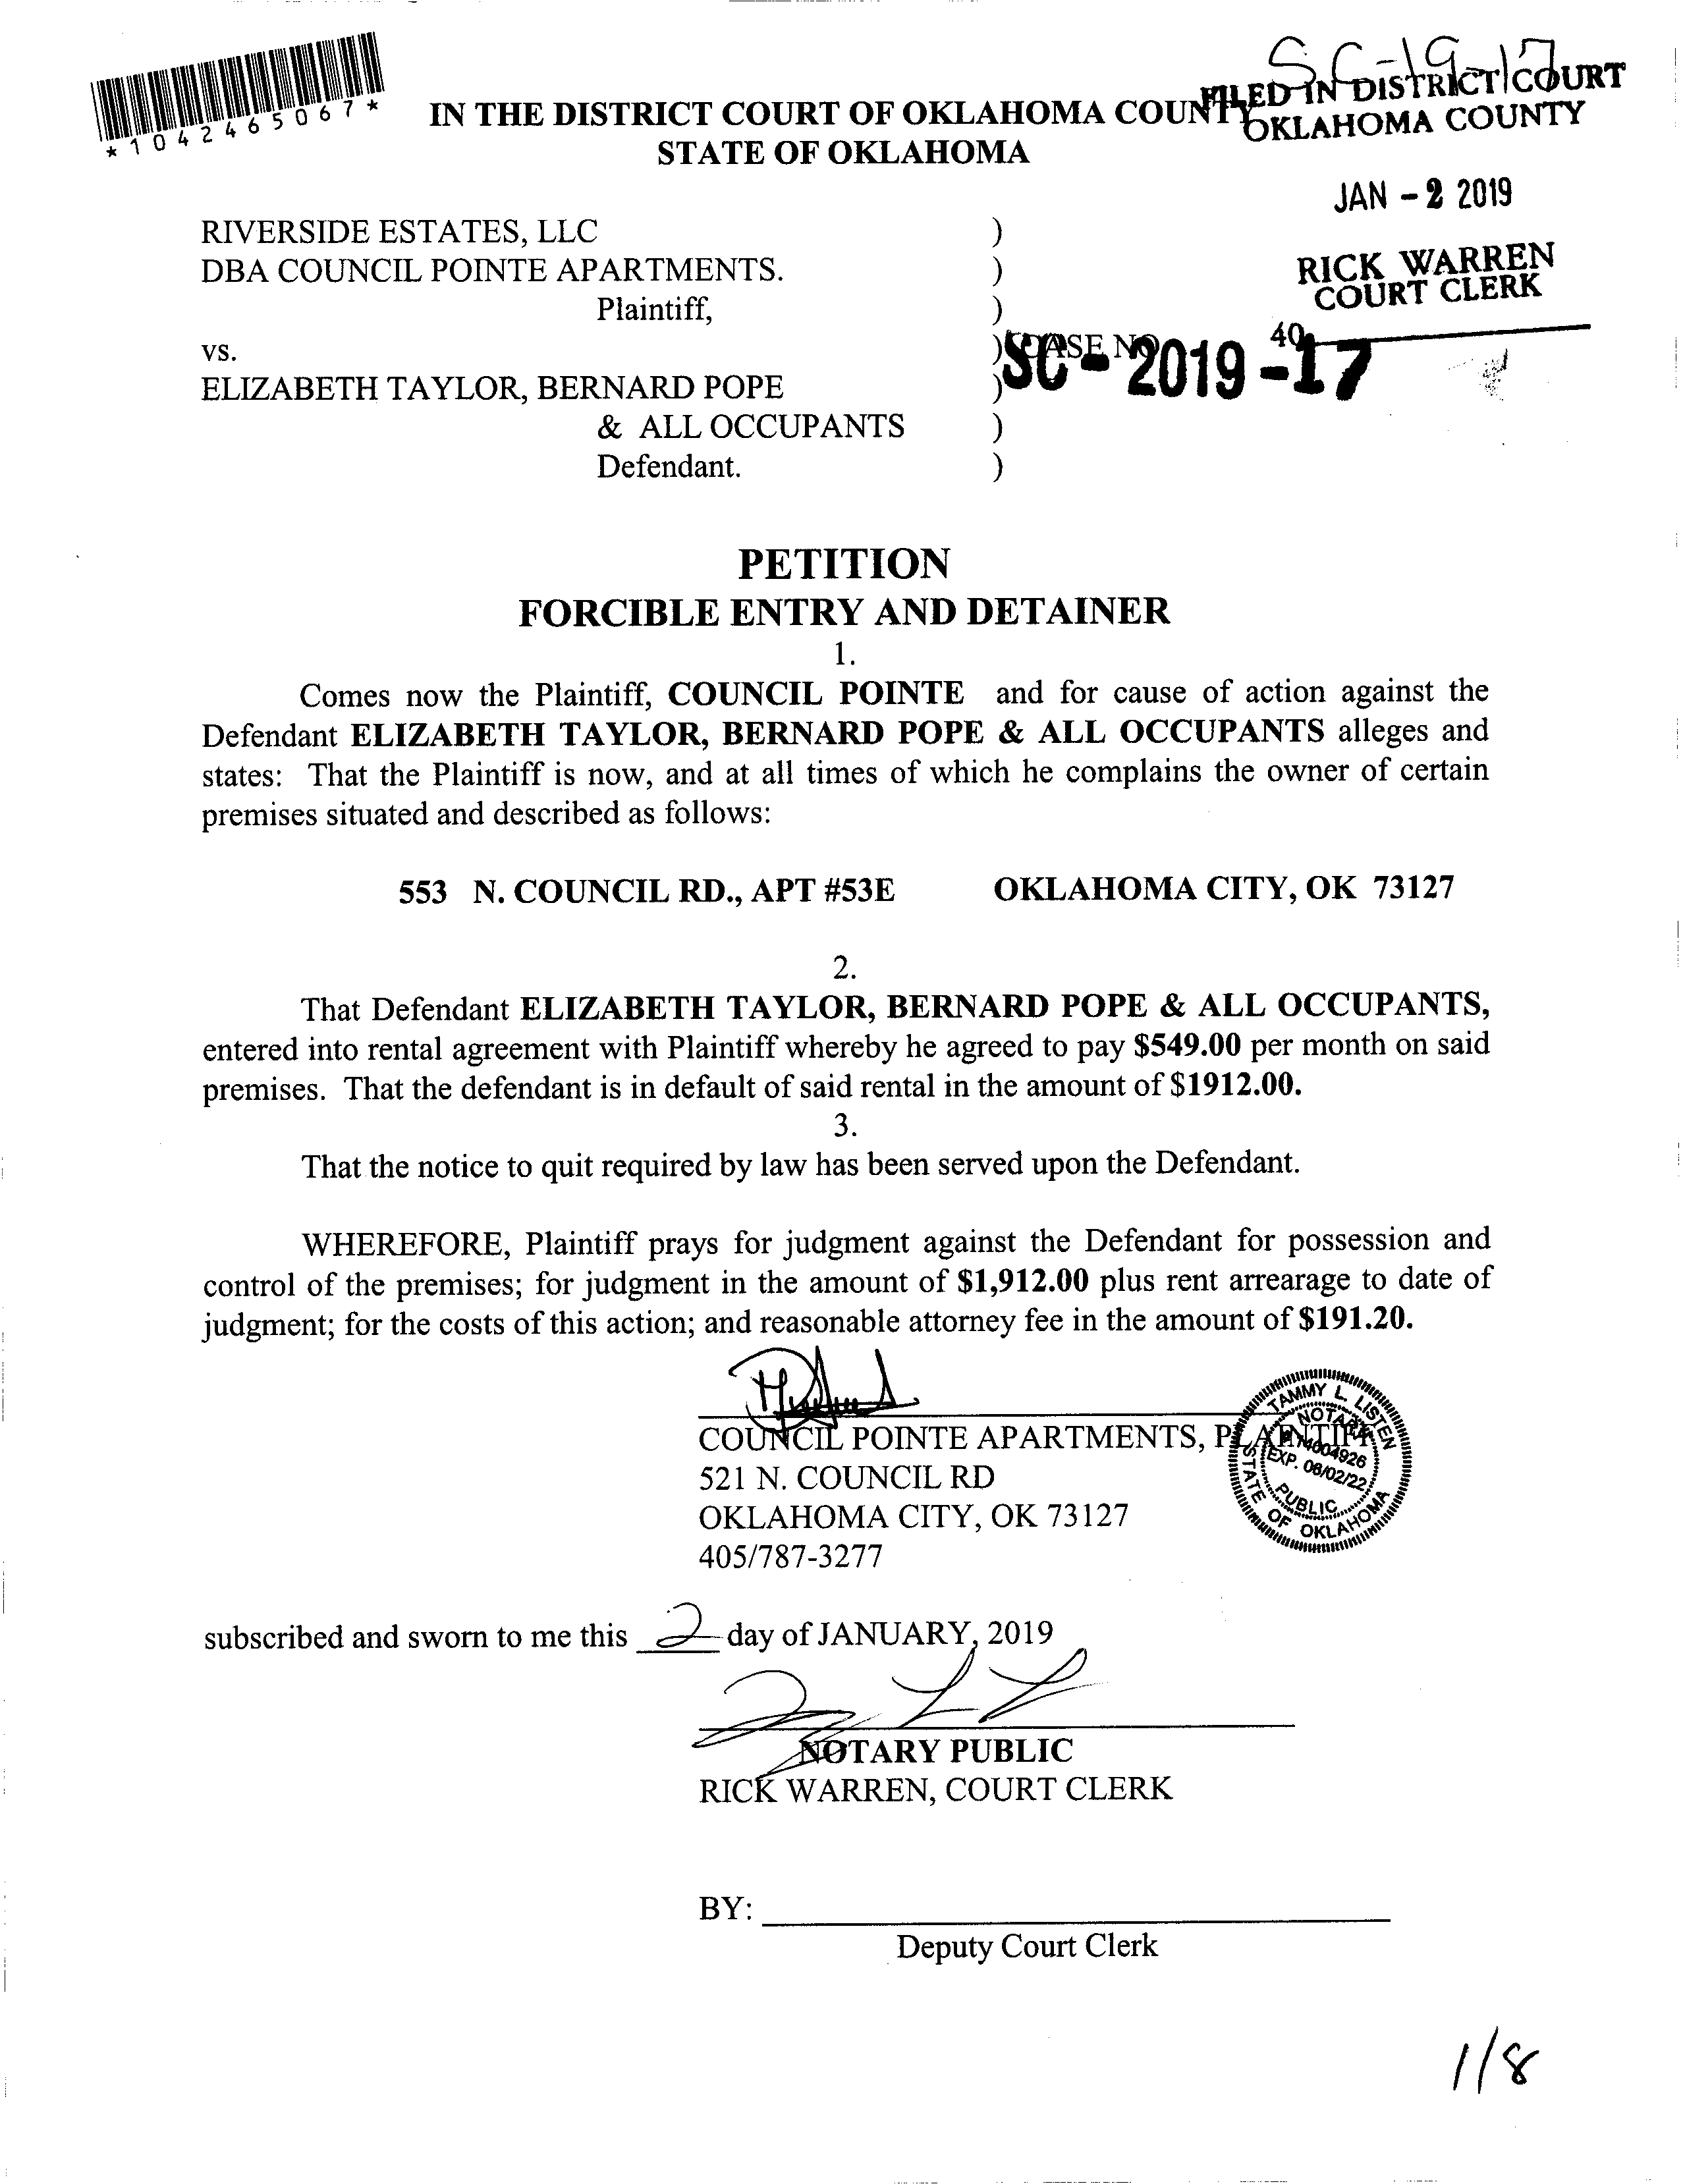 *1042465067*
SC-19-17
IN THE DISTRICT COURT OF OKLAHOMA COUNTY
STATE OF OKLAHOMA
FILED IN DISTRICT COURT
OKLAHOMA COUNTY
JAN - 2 2019
RICK WARREN
COURT CLERK
40
RIVERSIDE ESTATES, LLC )
DBA COUNCIL POINTE APARTMENTS. )
Plaintiff, )
vs. ) CASE NO
SC - 2019 - 17
ELIZABETH TAYLOR, BERNARD POPE )
& ALL OCCUPANTS )
Defendant. )
PETITION
FORCIBLE ENTRY AND DETAINER
1.
Comes now the Plaintiff, COUNCIL POINTE and for cause of action against the
Defendant ELIZABETH TAYLOR, BERNARD POPE & ALL OCCUPANTS alleges and
states: That the Plaintiff is now, and at all times of which he complains the owner of certain
premises situated and described as follows:
553 N. COUNCIL RD., APT #53E OKLAHOMA CITY, OK 73127
2.
That Defendant ELIZABETH TAYLOR, BERNARD POPE & ALL OCCUPANTS,
entered into rental agreement with Plaintiff whereby he agreed to pay $549.00 per month on said
premises. That the defendant is in default of said rental in the amount of $1912.00.
3.
That the notice to quit required by law has been served upon the Defendant.
WHEREFORE, Plaintiff prays for judgment against the Defendant for possession and
control of the premises; for judgment in the amount of $1,912.00 plus rent arrearage to date of
judgment; for the costs of this action; and reasonable attorney fee in the amount of $191.20.
COUNCIL POINTE APARTMENTS, PLAINTIFF
521 N. COUNCIL RD
OKLAHOMA CITY, OK 73127
405/787-3277
TAMMY L. LISTEN
NOTARY
EXP. 06/02/22
PUBLIC
STATE OF OKLAHOMA
subscribed and sworn to me this 2 day of JANUARY, 2019
NOTARY PUBLIC
RICK WARREN, COURT CLERK
BY:
Deputy Court Clerk
1/8